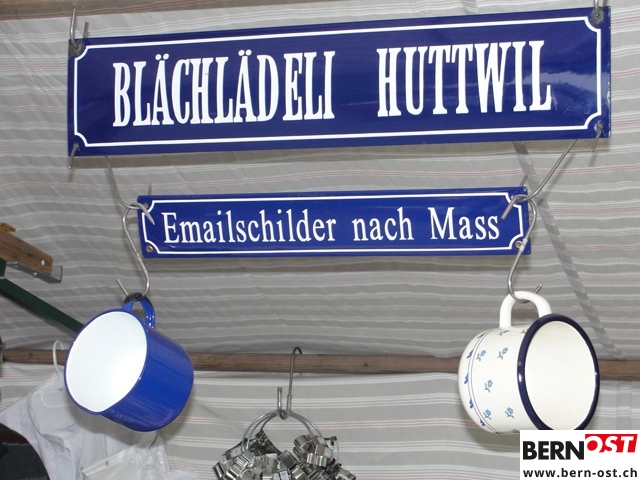 BLÄCHLÄDELI HUTTWIL
Emailschilder nach Mass
BERNOST
www.bern-ost.ch